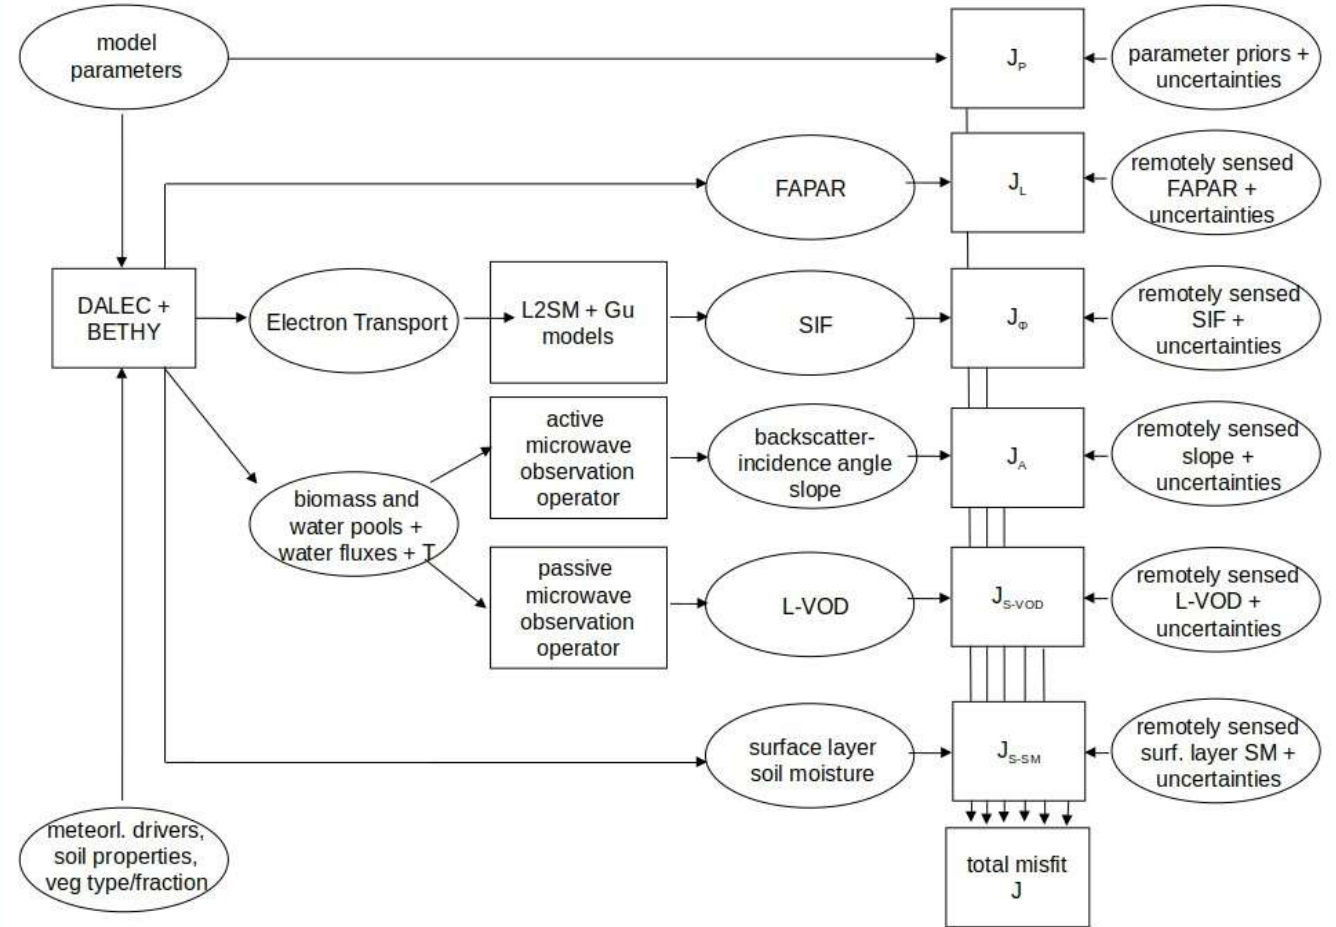 model
parameters
J_P
parameter priors +
uncertainties
FAPAR
J_L
remotely sensed
FAPAR +
uncertainties
DALEC +
BETHY
Electron Transport
L2SM + Gu
models
SIF
J_Φ
remotely sensed
SIF +
uncertainties
active
microwave
observation
operator
backscatter-
incidence angle
slope
J_A
remotely sensed
slope +
uncertainties
biomass and
water pools +
water fluxes + T
passive
microwave
observation
operator
L-VOD
J_S-VOD
remotely sensed
L-VOD +
uncertainties
surface layer
soil moisture
J_S-SM
remotely sensed
surf. layer SM +
uncertainties
meteorl. drivers,
soil properties,
veg type/fraction
total misfit
J